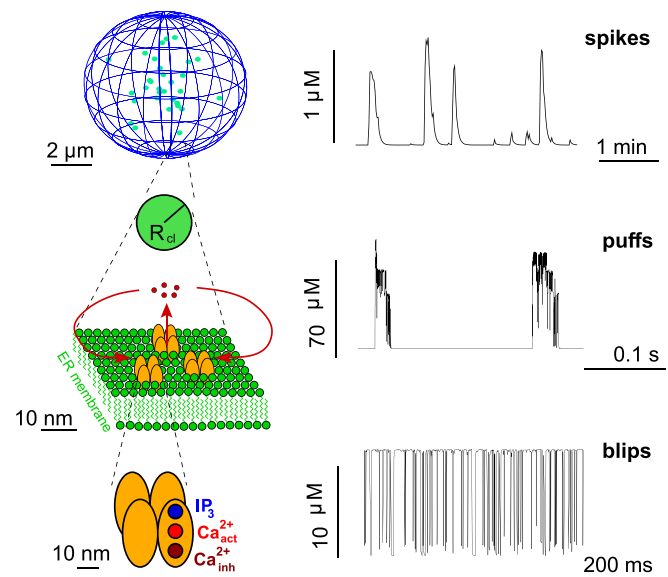 spikes
1 μM
2 μm
1 min
Rcl
puffs
70 μM
0.1 s
ER membrane
10 nm
blips
10 μM
IP3
Ca2+act
Ca2+inh
10 nm
200 ms